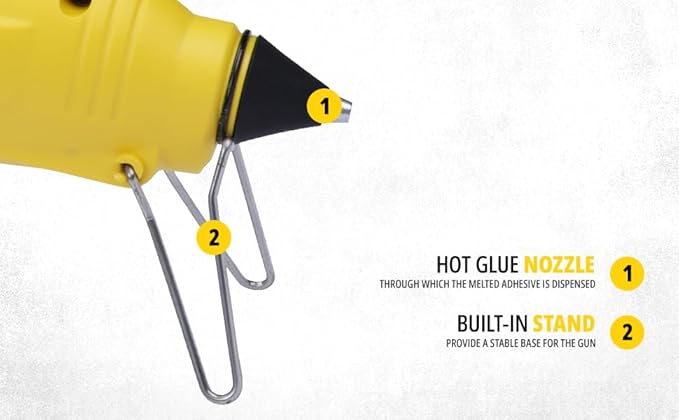 1
2
HOT GLUE NOZZLE
THROUGH WHICH THE MELTED ADHESIVE IS DISPENSED
1
BUILT-IN STAND
PROVIDE A STABLE BASE FOR THE GUN
2